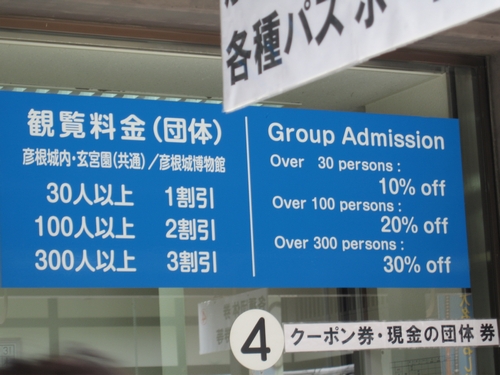 各種パスポ
観覧料金(団体)
彦根城内・玄宮園(共通)/彦根城博物館
30人以上 1割引
100人以上 2割引
300人以上 3割引
Group Admission
Over 30 persons :
10% off
Over 100 persons :
20% off
Over 300 persons :
30% off
4
クーポン券・現金の団体 券